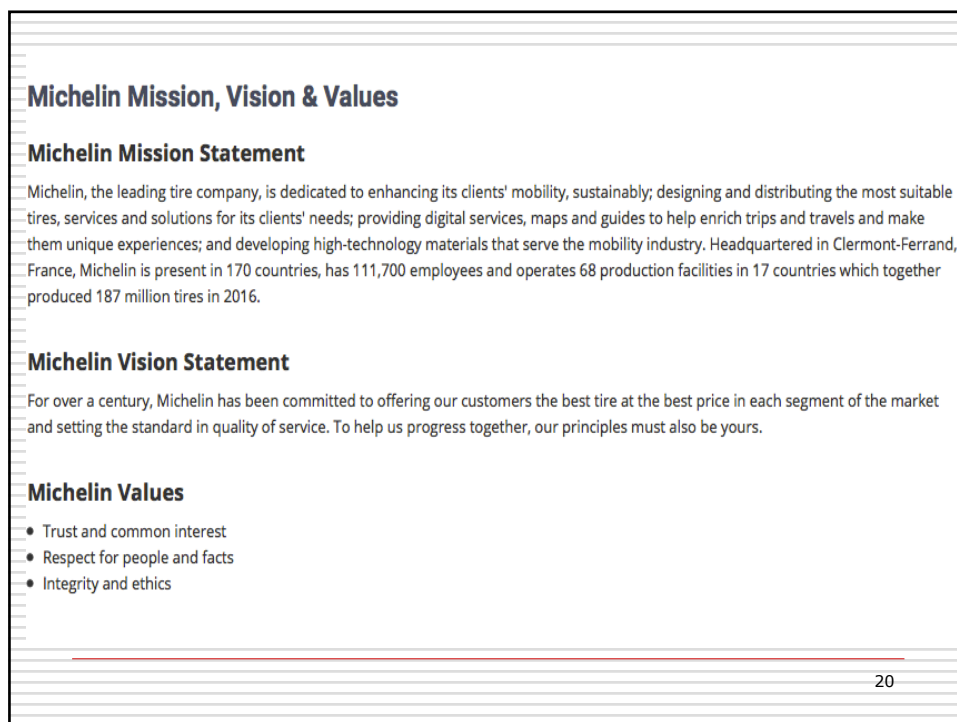 Michelin Mission, Vision & Values
Michelin Mission Statement
Michelin, the leading tire company, is dedicated to enhancing its clients' mobility, sustainably; designing and distributing the most suitable
tires, services and solutions for its clients' needs; providing digital services, maps and guides to help enrich trips and travels and make
them unique experiences; and developing high-technology materials that serve the mobility industry. Headquartered in Clermont-Ferrand,
France, Michelin is present in 170 countries, has 111,700 employees and operates 68 production facilities in 17 countries which together
produced 187 million tires in 2016.
Michelin Vision Statement
For over a century, Michelin has been committed to offering our customers the best tire at the best price in each segment of the market
and setting the standard in quality of service. To help us progress together, our principles must also be yours.
Michelin Values
• Trust and common interest
• Respect for people and facts
• Integrity and ethics
20